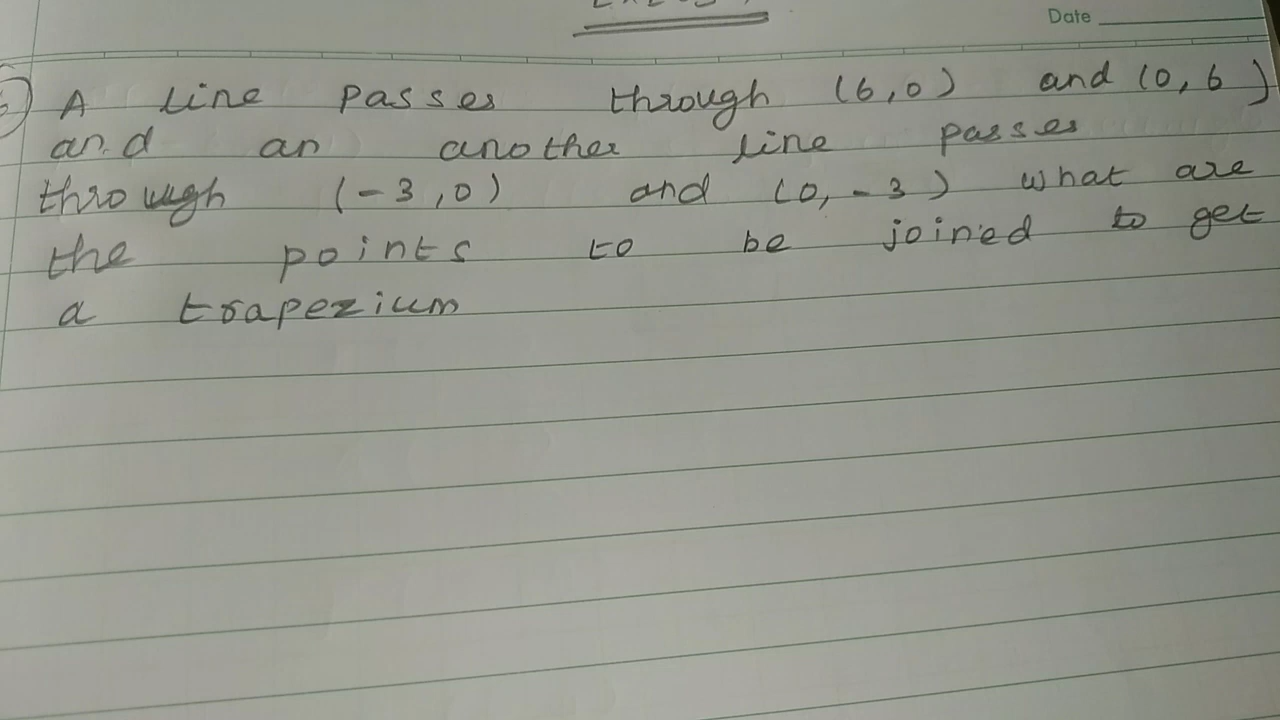 Date
A line passes through (6,0) and (0,6)
and an another line passes
through (-3,0) and (0,-3) what are
the points to be joined to get
a trapezium